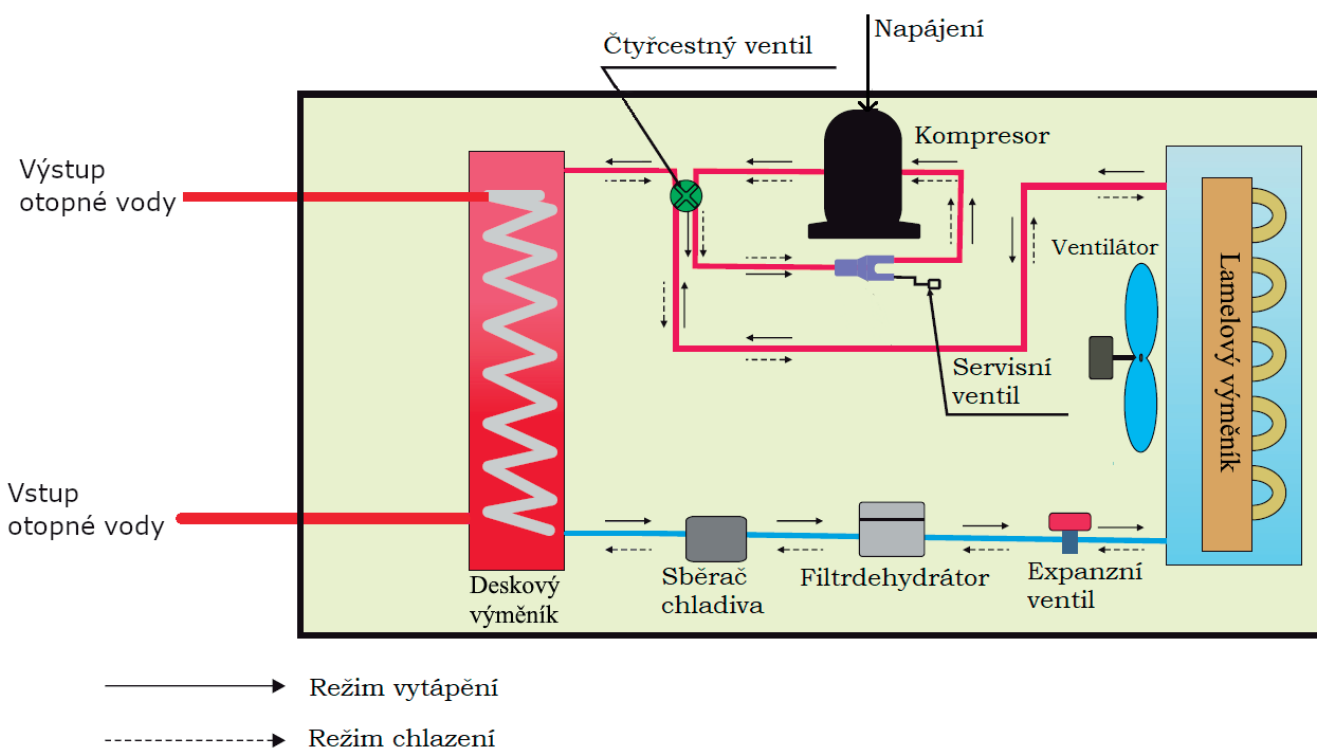 Napájení
Čtyřcestný ventil
Kompresor
Výstup
otopné vody
Ventilátor
Lamelový výměník
Servisní
ventil
Vstup
otopné vody
Deskový
výměník
Sběrač
chladiva
Filtrdehydrátor
Expanzní
ventil
Režim vytápění
Režim chlazení